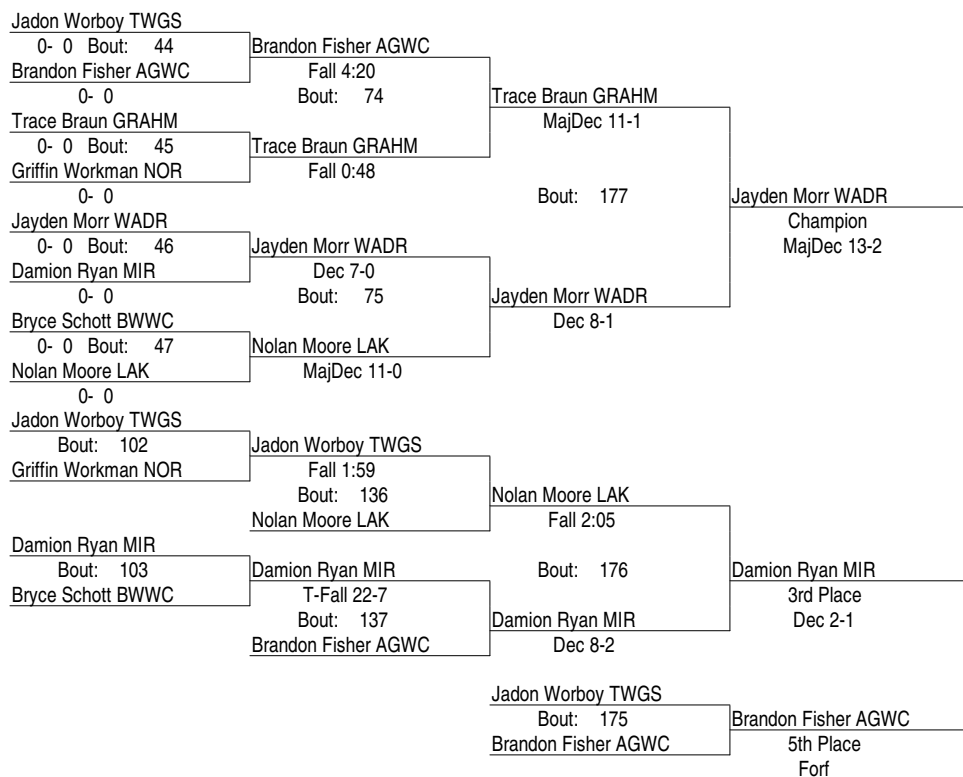 Jadon Worboy TWGS
0- 0 Bout: 44
Brandon Fisher AGWC
0- 0
Brandon Fisher AGWC
Fall 4:20
Bout: 74
Trace Braun GRAHM
0- 0 Bout: 45
Griffin Workman NOR
0- 0
Trace Braun GRAHM
Fall 0:48
Trace Braun GRAHM
MajDec 11-1
Bout: 177
Jayden Morr WADR
Champion
MajDec 13-2
Jayden Morr WADR
0- 0 Bout: 46
Damion Ryan MIR
0- 0
Jayden Morr WADR
Dec 7-0
Bout: 75
Jayden Morr WADR
Dec 8-1
Bryce Schott BWWC
0- 0 Bout: 47
Nolan Moore LAK
0- 0
Nolan Moore LAK
MajDec 11-0
Jadon Worboy TWGS
Bout: 102
Griffin Workman NOR
Jadon Worboy TWGS
Fall 1:59
Bout: 136
Nolan Moore LAK
Nolan Moore LAK
Fall 2:05
Bout: 176
Damion Ryan MIR
Bout: 103
Bryce Schott BWWC
Damion Ryan MIR
T-Fall 22-7
Bout: 137
Brandon Fisher AGWC
Damion Ryan MIR
Dec 8-2
Damion Ryan MIR
3rd Place
Dec 2-1
Jadon Worboy TWGS
Bout: 175
Brandon Fisher AGWC
Brandon Fisher AGWC
5th Place
Forf